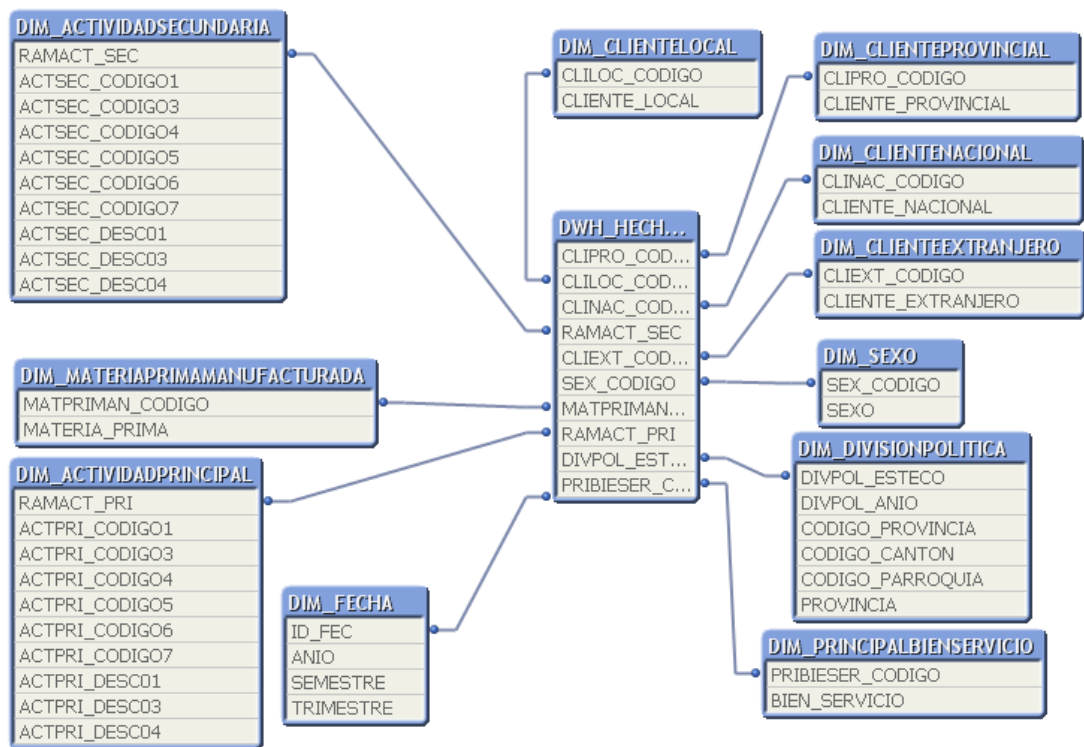 DIM_ACTIVIDADSECUNDARIA
RAMACT_SEC
ACTSEC_CODIGO1
ACTSEC_CODIGO3
ACTSEC_CODIGO4
ACTSEC_CODIGO5
ACTSEC_CODIGO6
ACTSEC_CODIGO7
ACTSEC_DESC01
ACTSEC_DESC03
ACTSEC_DESC04
DIM_CLIENTELOCAL
CLILOC_CODIGO
CLIENTE_LOCAL
DIM_CLIENTEPROVINCIAL
CLIPRO_CODIGO
CLIENTE_PROVINCIAL
DIM_CLIENTENACIONAL
CLINAC_CODIGO
CLIENTE_NACIONAL
DWH_HECH...
CLIPRO_COD...
CLILOC_COD...
CLINAC_COD...
RAMACT_SEC
CLIEXT_COD...
SEX_CODIGO
MATPRIMAN...
RAMACT_PRI
DIVPOL_EST...
PRIBIESER_C...
DIM_CLIENTEEXTRANJERO
CLIEXT_CODIGO
CLIENTE_EXTRANJERO
DIM_SEXO
SEX_CODIGO
SEXO
DIM_MATERIAPRIMAMANUFACTURADA
MATPRIMAN_CODIGO
MATERIA_PRIMA
DIM_DIVISIONPOLITICA
DIVPOL_ESTECO
DIVPOL_ANIO
CODIGO_PROVINCIA
CODIGO_CANTON
CODIGO_PARROQUIA
PROVINCIA
DIM_ACTIVIDADPRINCIPAL
RAMACT_PRI
ACTPRI_CODIGO1
ACTPRI_CODIGO3
ACTPRI_CODIGO4
ACTPRI_CODIGO5
ACTPRI_CODIGO6
ACTPRI_CODIGO7
ACTPRI_DESC01
ACTPRI_DESC03
ACTPRI_DESC04
DIM_FECHA
ID_FEC
ANIO
SEMESTRE
TRIMESTRE
DIM_PRINCIPALBIENSERVICIO
PRIBIESER_CODIGO
BIEN_SERVICIO